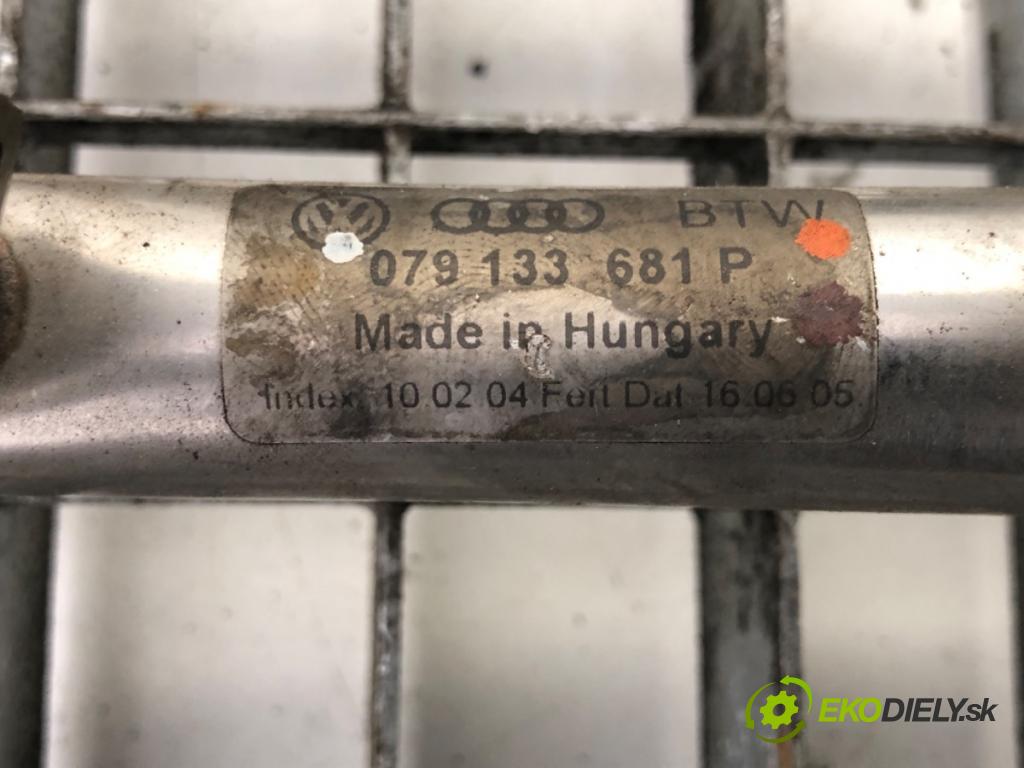 BTW
079 133 681 P
Made in Hungary
Index 10 02 04 Fert Dat 16 06 05
EKODIELY.sk